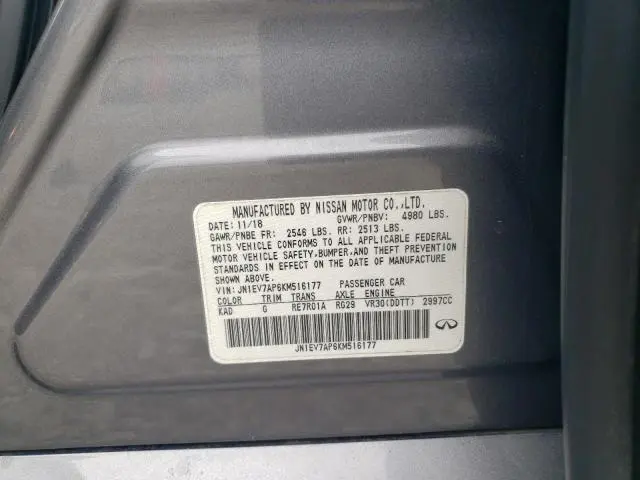 MANUFACTURED BY NISSAN MOTOR CO.,LTD.
DATE: 11/18 GVWR/PNBV: 4980 LBS.
GAWR/PNBE FR: 2546 LBS. RR: 2513 LBS.
THIS VEHICLE CONFORMS TO ALL APPLICABLE FEDERAL
MOTOR VEHICLE SAFETY,BUMPER,AND THEFT PREVENTION
STANDARDS IN EFFECT ON THE DATE OF MANUFACTURE
SHOWN ABOVE.
VIN: JN1EV7AP6KM516177 PASSENGER CAR
COLOR TRIM TRANS AXLE ENGINE
KAD G RE7R01A RG29 VR30(DDTT) 2997CC
JN1EV7AP6KM516177